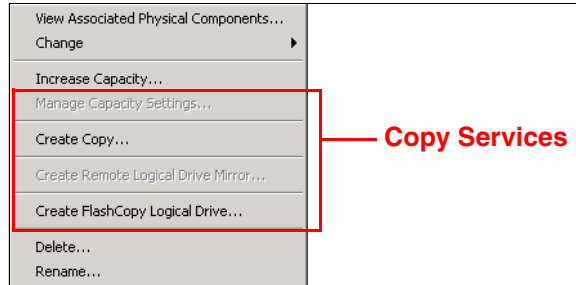 View Associated Physical Components...
Change
Increase Capacity...
Manage Capacity Settings...
Create Copy...
Copy Services
Create Remote Logical Drive Mirror...
Create FlashCopy Logical Drive...
Delete...
Rename...